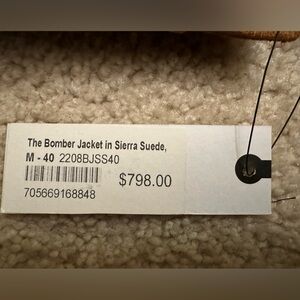 The Bomber Jacket in Sierra Suede,
M - 40 2208BJSS40
$798.00
705669168848